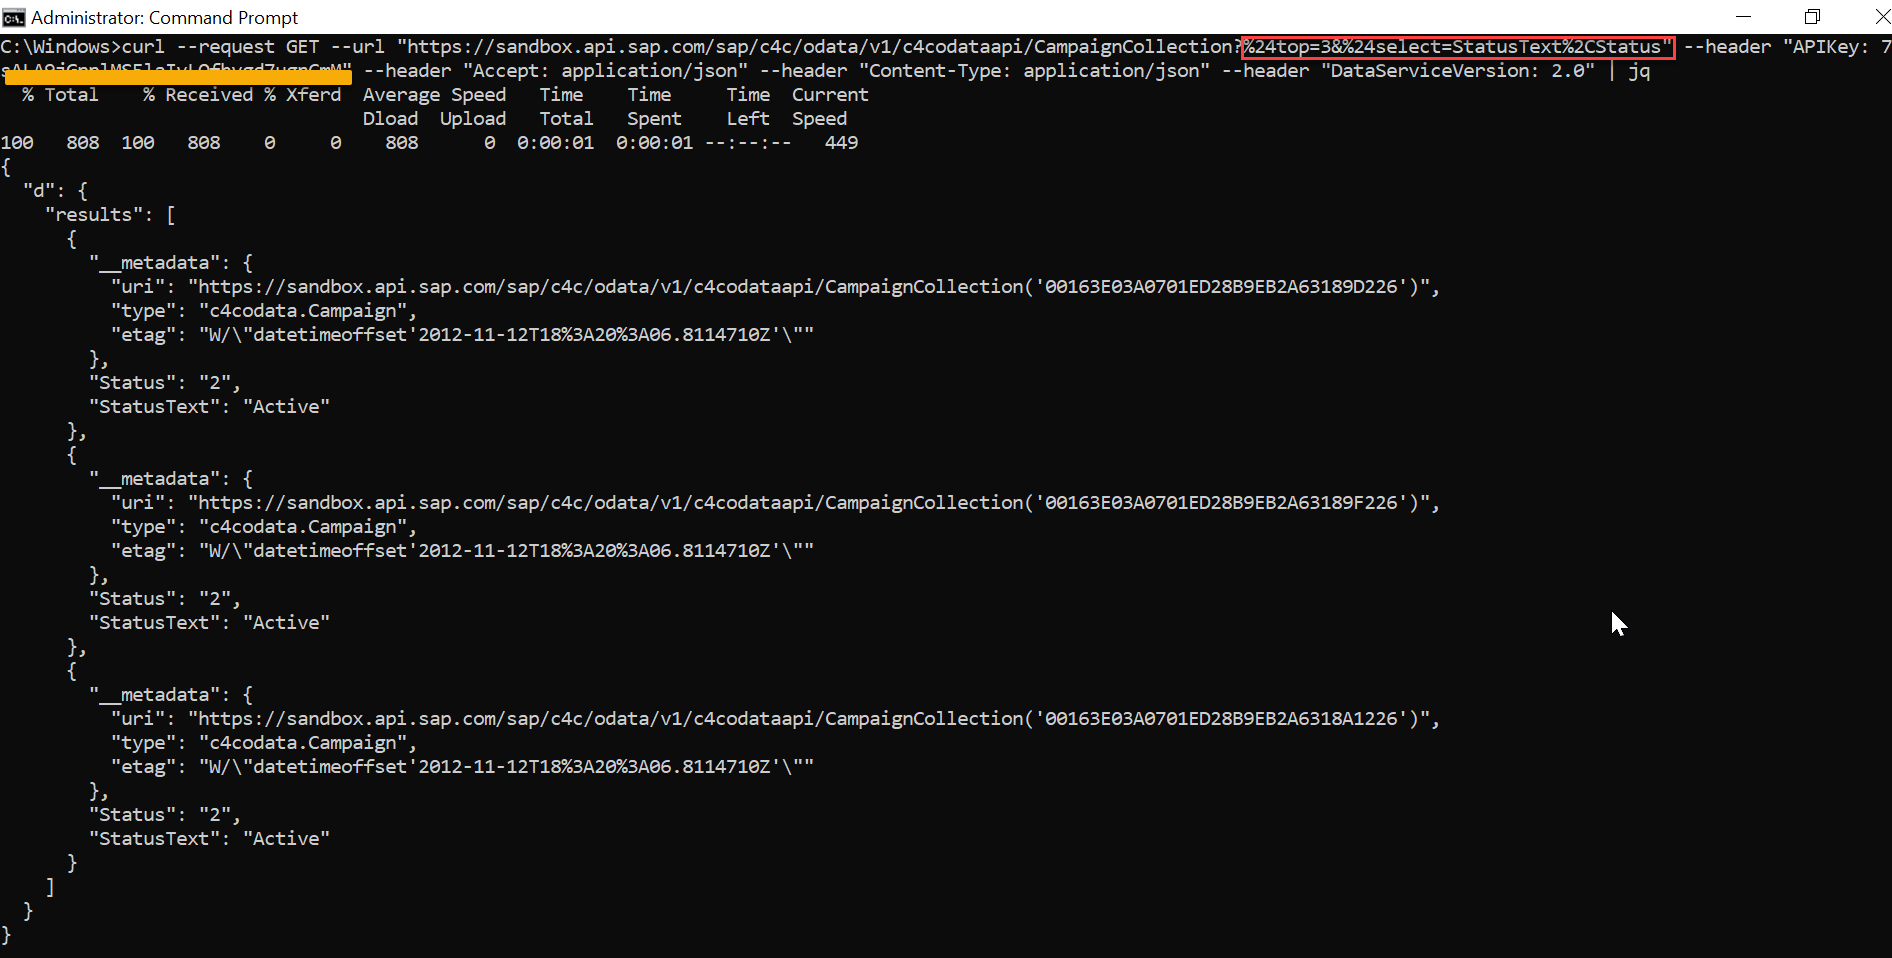 Administrator: Command Prompt
C:\Windows>curl --request GET --url "https://sandbox.api.sap.com/sap/c4c/odata/v1/c4codataapi/CampaignCollection?%24top=3&%24select=StatusText%2CStatus" --header "APIKey: 7
--header "Accept: application/json" --header "Content-Type: application/json" --header "DataServiceVersion: 2.0" | jq
% Total % Received % Xferd Average Speed Time Time Time Current
Dload Upload Total Spent Left Speed
100 808 100 808 0 0 808 0 0:00:01 0:00:01 --:--:-- 449
{
"d": {
"results": [
{
"__metadata": {
"uri": "https://sandbox.api.sap.com/sap/c4c/odata/v1/c4codataapi/CampaignCollection('00163E03A0701ED28B9EB2A63189D226')",
"type": "c4codata.Campaign",
"etag": "W/\"datetimeoffset'2012-11-12T18%3A20%3A06.8114710Z'\""
},
"Status": "2",
"StatusText": "Active"
},
{
"__metadata": {
"uri": "https://sandbox.api.sap.com/sap/c4c/odata/v1/c4codataapi/CampaignCollection('00163E03A0701ED28B9EB2A63189F226')",
"type": "c4codata.Campaign",
"etag": "W/\"datetimeoffset'2012-11-12T18%3A20%3A06.8114710Z'\""
},
"Status": "2",
"StatusText": "Active"
},
{
"__metadata": {
"uri": "https://sandbox.api.sap.com/sap/c4c/odata/v1/c4codataapi/CampaignCollection('00163E03A0701ED28B9EB2A6318A1226')",
"type": "c4codata.Campaign",
"etag": "W/\"datetimeoffset'2012-11-12T18%3A20%3A06.8114710Z'\""
},
"Status": "2",
"StatusText": "Active"
}
]
}
}